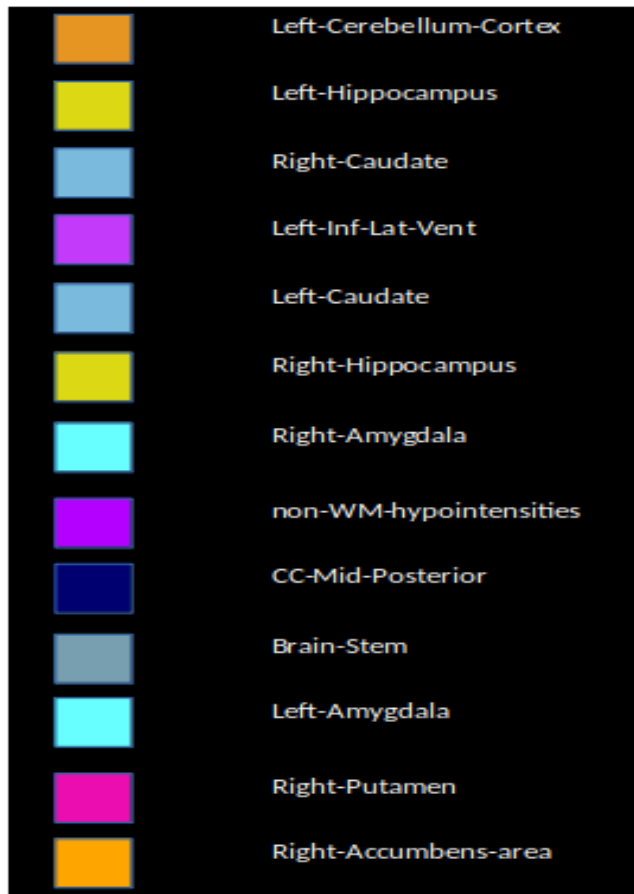 Left-Cerebellum-Cortex
Left-Hippocampus
Right-Caudate
Left-Inf-Lat-Vent
Left-Caudate
Right-Hippocampus
Right-Amygdala
non-WM-hypointensities
CC-Mid-Posterior
Brain-Stem
Left-Amygdala
Right-Putamen
Right-Accumbens-area